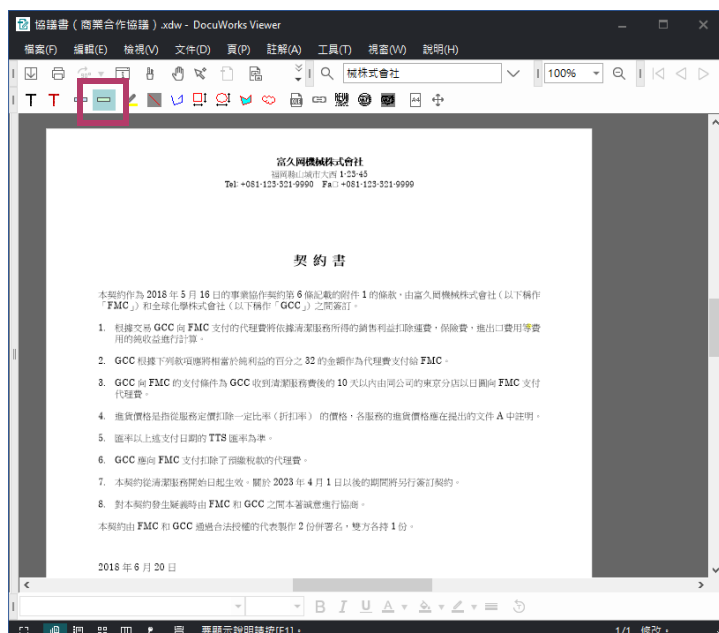 協議書（商業合作協議）.xdw - DocuWorks Viewer
檔案(F) 編輯(E) 檢視(V) 文件(D) 頁(P) 註解(A) 工具(T) 視窗(W) 說明(H)
械株式會社 100%
富久岡機械株式會社
福岡縣山城市大西 1-23-45
Tel: +081-123-321-9990 Fa□ +081-123-321-9999
契約書
本契約作為 2018 年 5 月 16 日的事業協作契約第 6 條記載的附件 1 的條款，由富久岡機械株式會社（以下稱作
「FMC」）和全球化學株式會社（以下稱作「GCC」）之間簽訂。
1. 根據交易 GCC 向 FMC 支付的代理費將依據清潔服務所得的銷售利益扣除運費，保險費，進出口費用等費
用的純收益進行計算。
2. GCC 根據下列款項應將相當於純利益的百分之 32 的金額作為代理費支付給 FMC。
3. GCC 向 FMC 的支付條件為 GCC 收到清潔服務費後的 10 天以內由同公司的東京分店以日圓向 FMC 支付
代理費。
4. 進貨價格是指從服務定價扣除一定比率（折扣率） 的價格，各服務的進貨價格應在提出的文件 A 中註明。
5. 匯率以上述支付日期的 TTS 匯率為準。
6. GCC 應向 FMC 支付扣除了預繳稅款的代理費。
7. 本契約從清潔服務開始日起生效。關於 2023 年 4 月 1 日以後的期間將另行簽訂契約。
8. 對本契約發生疑義時由 FMC 和 GCC 之間本著誠意進行協商。
本契約由 FMC 和 GCC 通過合法授權的代表製作 2 份併署名，雙方各持 1 份。
2018 年 6 月 20 日
B I U A
要顯示說明請按[F1]。 1/1 修改，